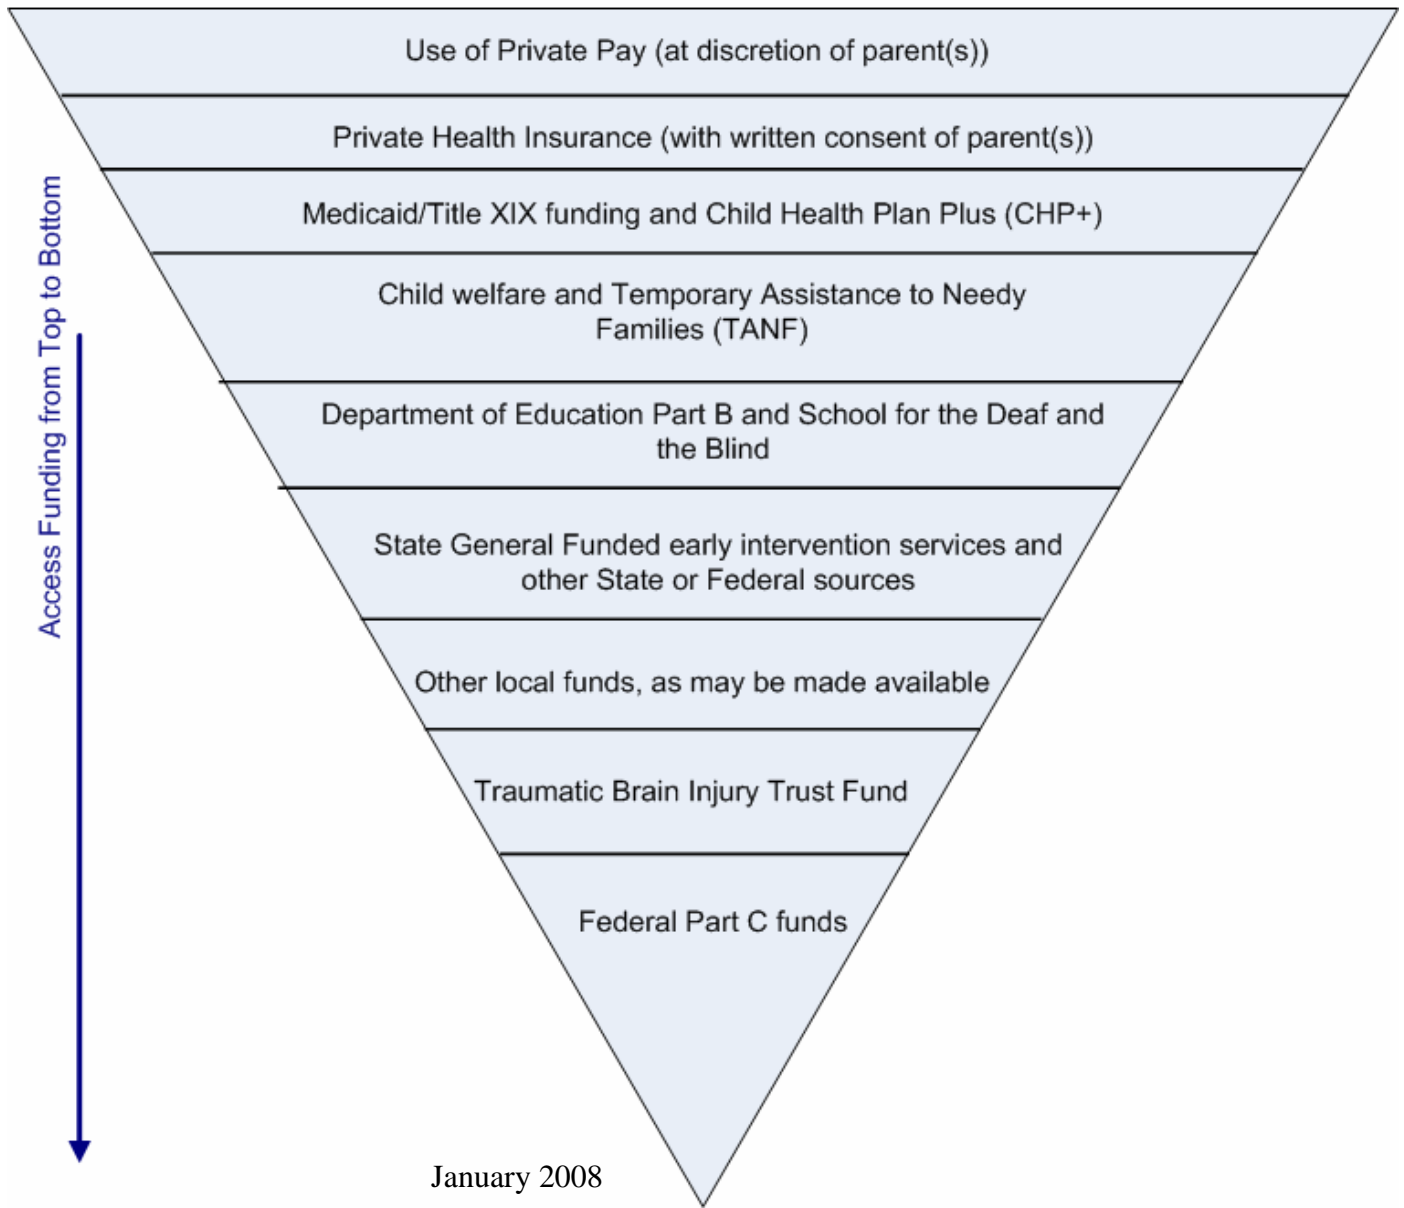 Use of Private Pay (at discretion of parent(s))
Private Health Insurance (with written consent of parent(s))
Medicaid/Title XIX funding and Child Health Plan Plus (CHP+)
Child welfare and Temporary Assistance to Needy
Families (TANF)
Department of Education Part B and School for the Deaf and
the Blind
State General Funded early intervention services and
other State or Federal sources
Other local funds, as may be made available
Traumatic Brain Injury Trust Fund
Federal Part C funds
Access Funding from Top to Bottom
January 2008